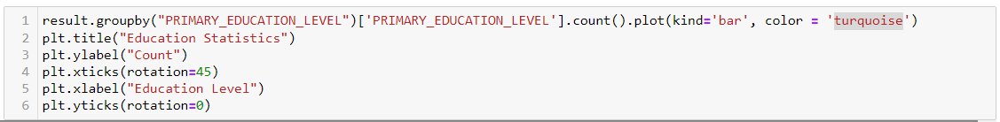 1 result.groupby("PRIMARY_EDUCATION_LEVEL")['PRIMARY_EDUCATION_LEVEL'].count().plot(kind='bar', color = 'turquoise')
2 plt.title("Education Statistics")
3 plt.ylabel("Count")
4 plt.xticks(rotation=45)
5 plt.xlabel("Education Level")
6 plt.yticks(rotation=0)